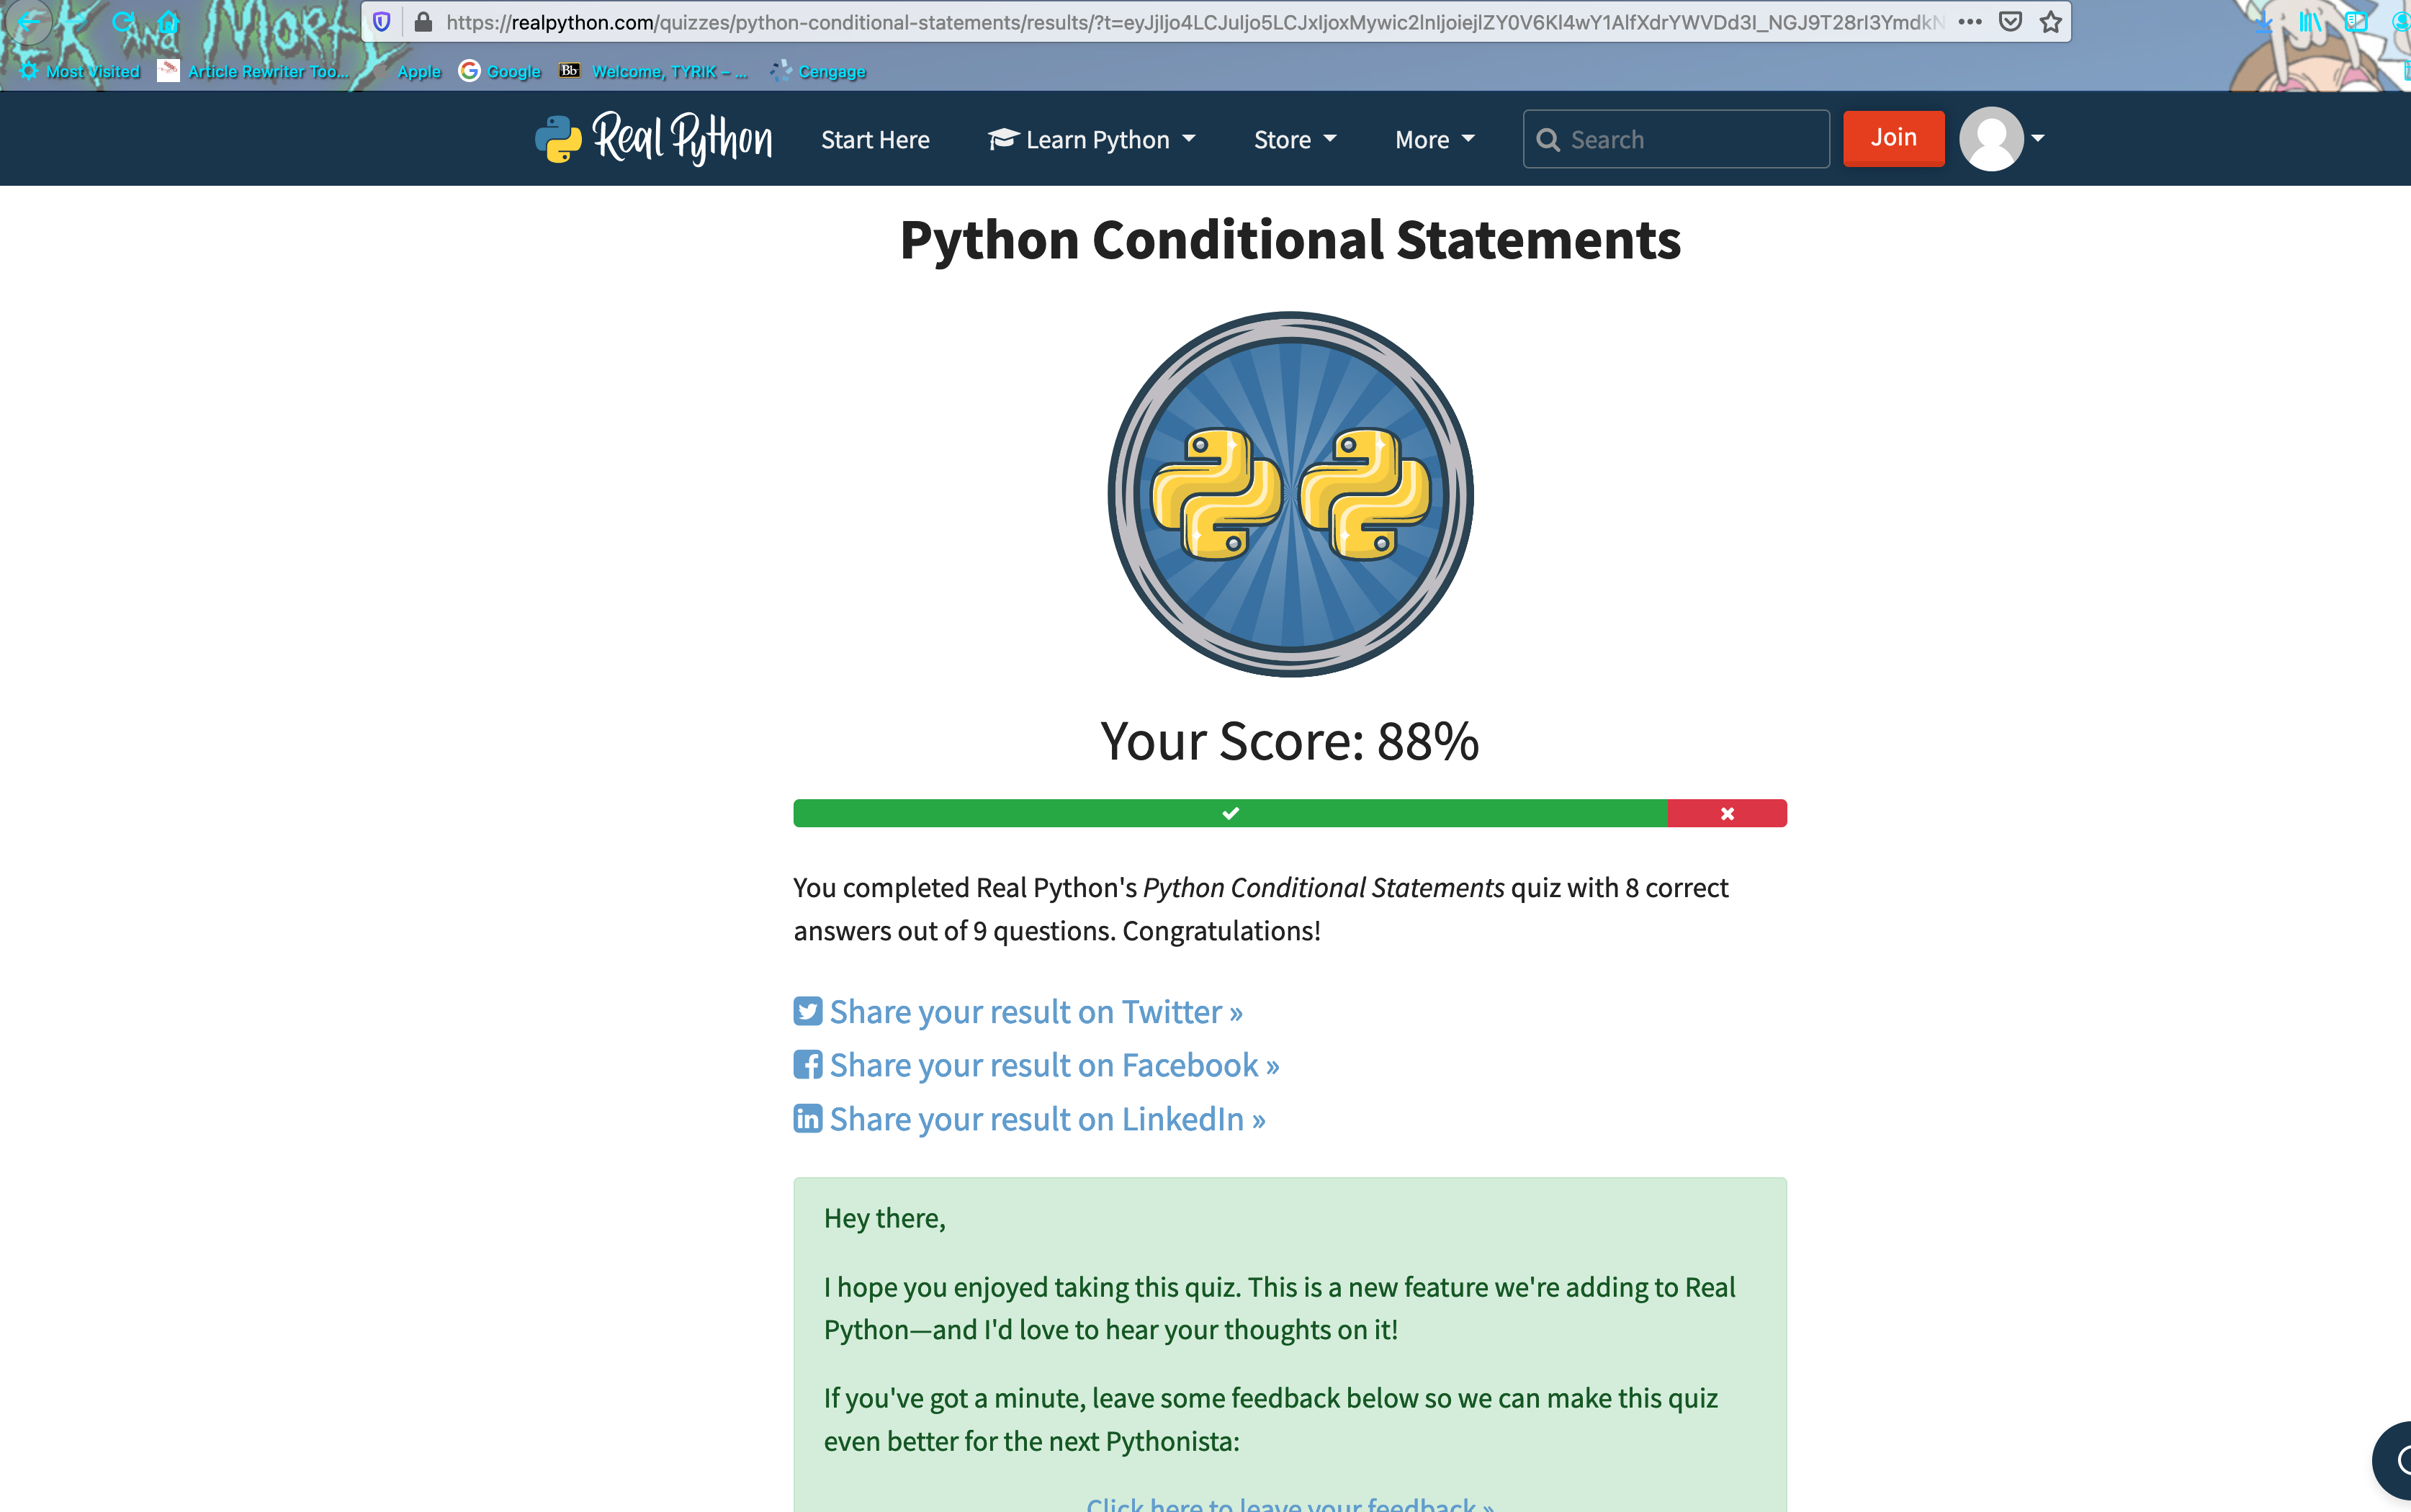 EK AND MORTY
https://realpython.com/quizzes/python-conditional-statements/results/?t=
Most Visited Article Rewriter Too... Apple Google Bb Welcome, TYRIK – ... Cengage
Real Python Start Here Learn Python Store More Search Join
Python Conditional Statements
Your Score: 88%
You completed Real Python's Python Conditional Statements quiz with 8 correct
answers out of 9 questions. Congratulations!
Share your result on Twitter »
Share your result on Facebook »
Share your result on LinkedIn »
Hey there,
I hope you enjoyed taking this quiz. This is a new feature we're adding to Real
Python—and I'd love to hear your thoughts on it!
If you've got a minute, leave some feedback below so we can make this quiz
even better for the next Pythonista:
Click here to leave your feedback »